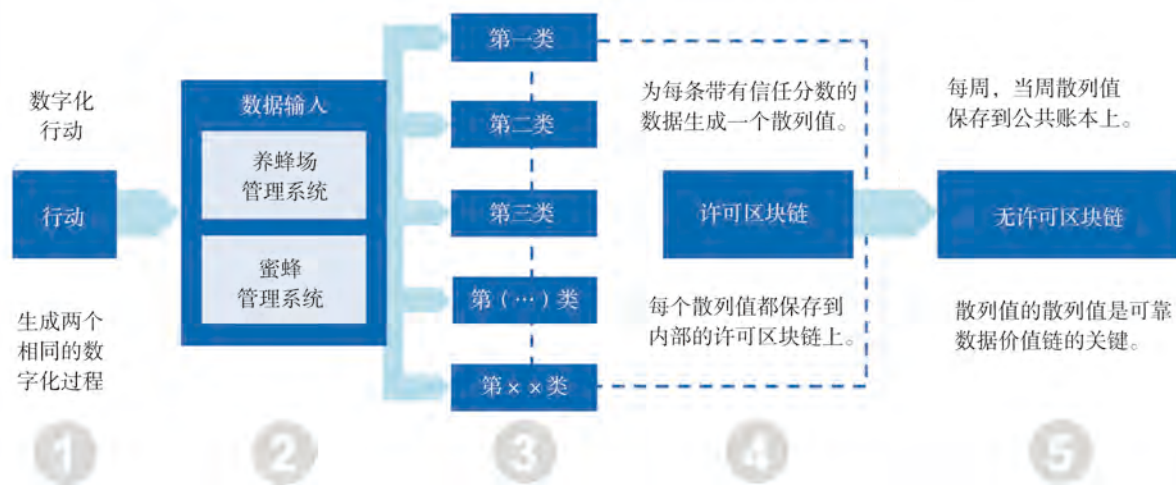 数字化
行动
行动
生成两个
相同的数
字化过程
数据输入
养蜂场
管理系统
蜜蜂
管理系统
第一类
第二类
第三类
第（…）类
第××类
为每条带有信任分数的
数据生成一个散列值。
许可区块链
每个散列值都保存到
内部的许可区块链上。
每周，当周散列值
保存到公共账本上。
无许可区块链
散列值的散列值是可靠
数据价值链的关键。
1
2
3
4
5